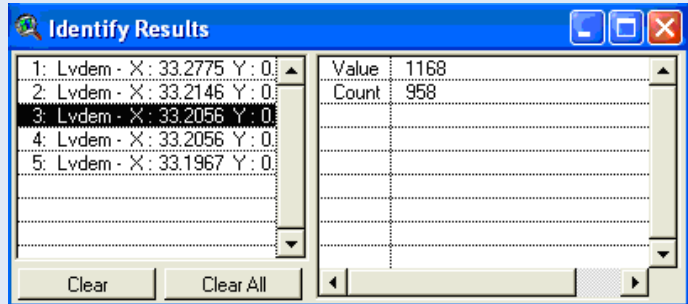 Identify Results
1: Lvdem - X : 33.2775 Y : 0.
2: Lvdem - X : 33.2146 Y : 0.
3: Lvdem - X : 33.2056 Y : 0.
4: Lvdem - X : 33.2056 Y : 0.
5: Lvdem - X : 33.1967 Y : 0.
Value 1168
Count 958
Clear Clear All